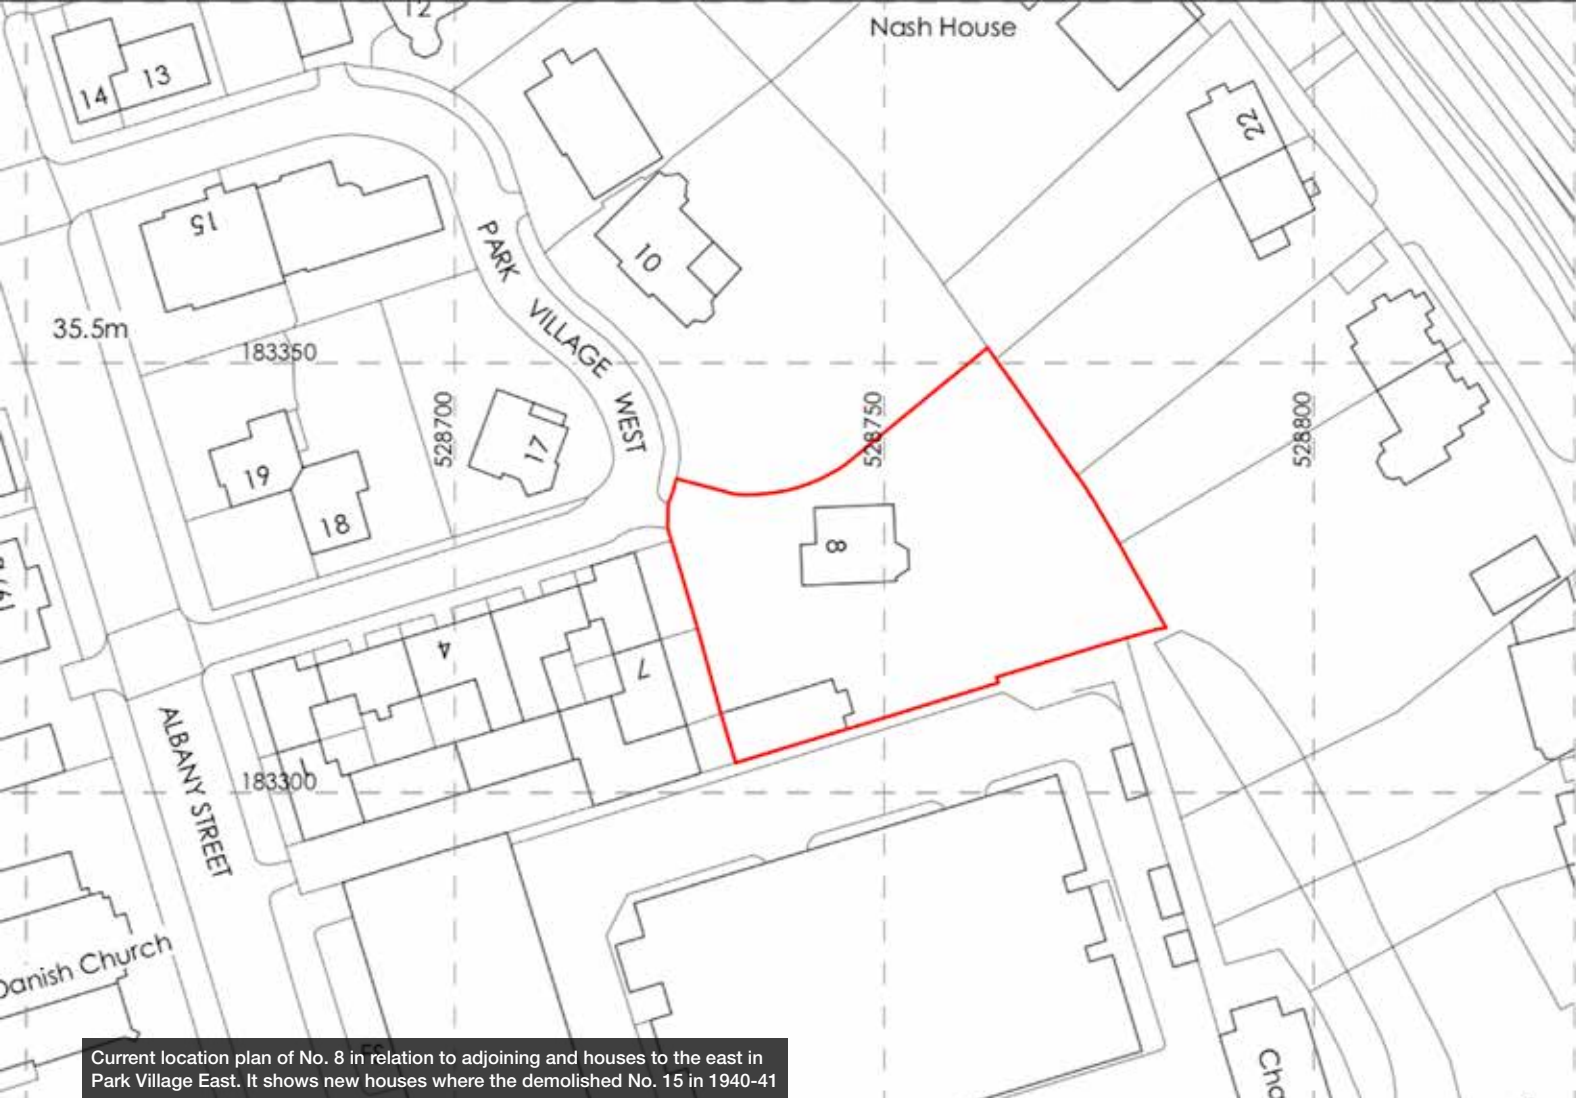 12
Nash House
14
13
22
15
PARK VILLAGE WEST
10
35.5m
183350
528700
528750
528800
19
17
18
8
4
7
1
ALBANY STREET
183300
Danish Church
Current location plan of No. 8 in relation to adjoining and houses to the east in
Park Village East. It shows new houses where the demolished No. 15 in 1940-41